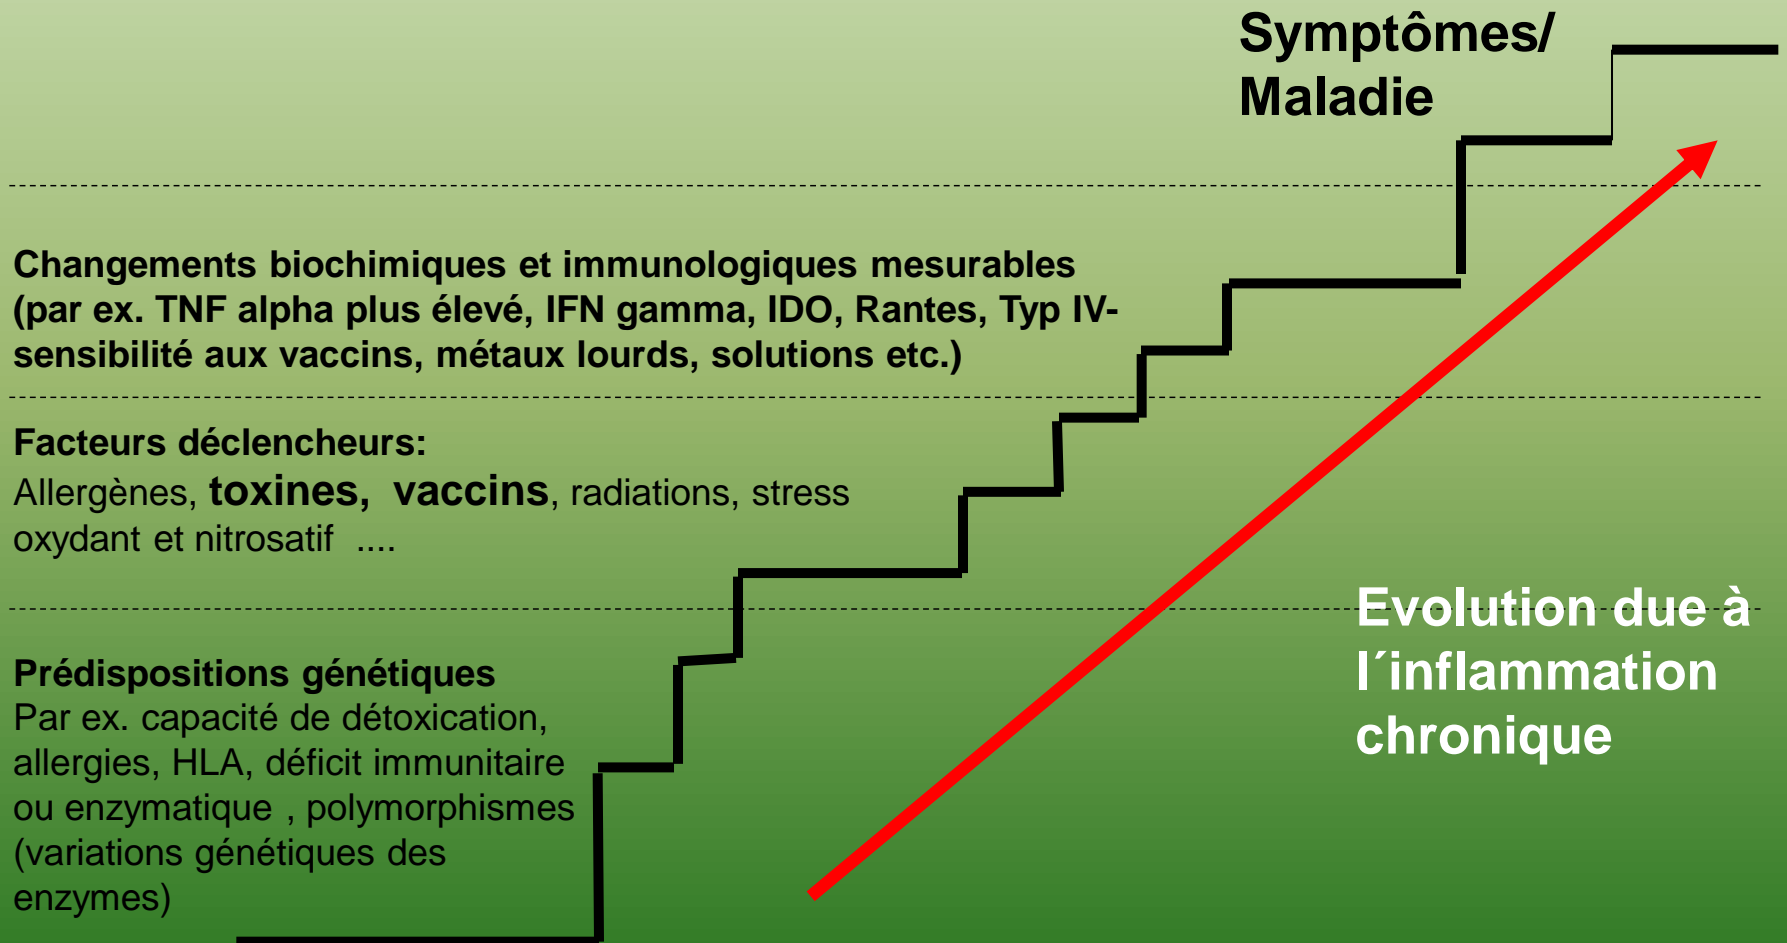 Symptômes/
Maladie
Changements biochimiques et immunologiques mesurables
(par ex. TNF alpha plus élevé, IFN gamma, IDO, Rantes, Typ IV-
sensibilité aux vaccins, métaux lourds, solutions etc.)
Facteurs déclencheurs:
Allergènes, toxines,  vaccins, radiations, stress
oxydant et nitrosatif  ....
Evolution due à
l´inflammation
chronique
Prédispositions génétiques
Par ex. capacité de détoxication,
allergies, HLA, déficit immunitaire
ou enzymatique , polymorphismes
(variations génétiques des
enzymes)